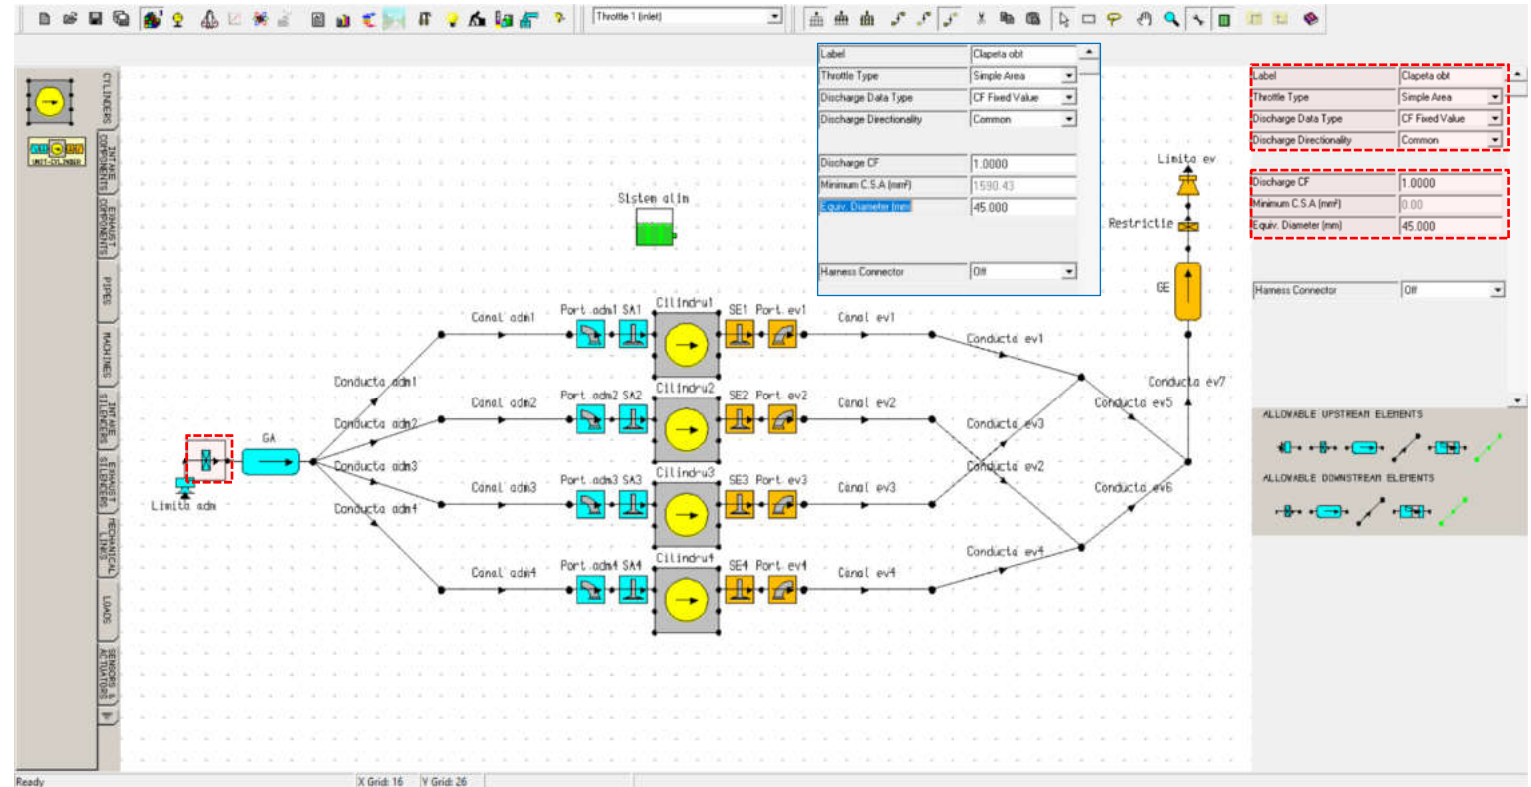 Throttle 1 (inlet)
Label Clapeta obt
Throttle Type Simple Area
Discharge Data Type CF Fixed Value
Discharge Directionality Common
Discharge CF 1.0000
Minimum C.S.A (mm²) 1590.43
Equiv. Diameter (mm) 45.000
Harness Connector Off
Label Clapeta obt
Throttle Type Simple Area
Discharge Data Type CF Fixed Value
Discharge Directionality Common
Discharge CF 1.0000
Minimum C.S.A (mm²) 0.00
Equiv. Diameter (mm) 45.000
Harness Connector Off
ALLOWABLE UPSTREAM ELEMENTS
ALLOWABLE DOWNSTREAM ELEMENTS
CYLINDERS
UNIT-CYLINDER
INTAKE
COMPONENTS
EXHAUST
COMPONENTS
PIPES
MACHINES
INTAKE
SILENCERS
EXHAUST
SILENCERS
MECHANICAL
LINKS
LOADS
SENSORS &
ACTUATORS
Sistem alim
Limita ev
Restrictie
GE
Canal adm1
Port adm1 SA1
Cilindru1
SE1 Port ev1
Canal ev1
Conducta ev1
Conducta adm1
Conducta ev7
Canal adm2
Port adm2 SA2
Cilindru2
SE2 Port ev2
Canal ev2
Conducta ev5
Conducta adm2
Conducta ev3
GA
Conducta adm3
Conducta ev2
Canal adm3
Port adm3 SA3
Cilindru3
SE3 Port ev3
Canal ev3
Conducta ev6
Limita adm
Conducta adm4
Conducta ev4
Canal adm4
Port adm4 SA4
Cilindru4
SE4 Port ev4
Canal ev4
Ready
X Grid: 16
Y Grid: 26